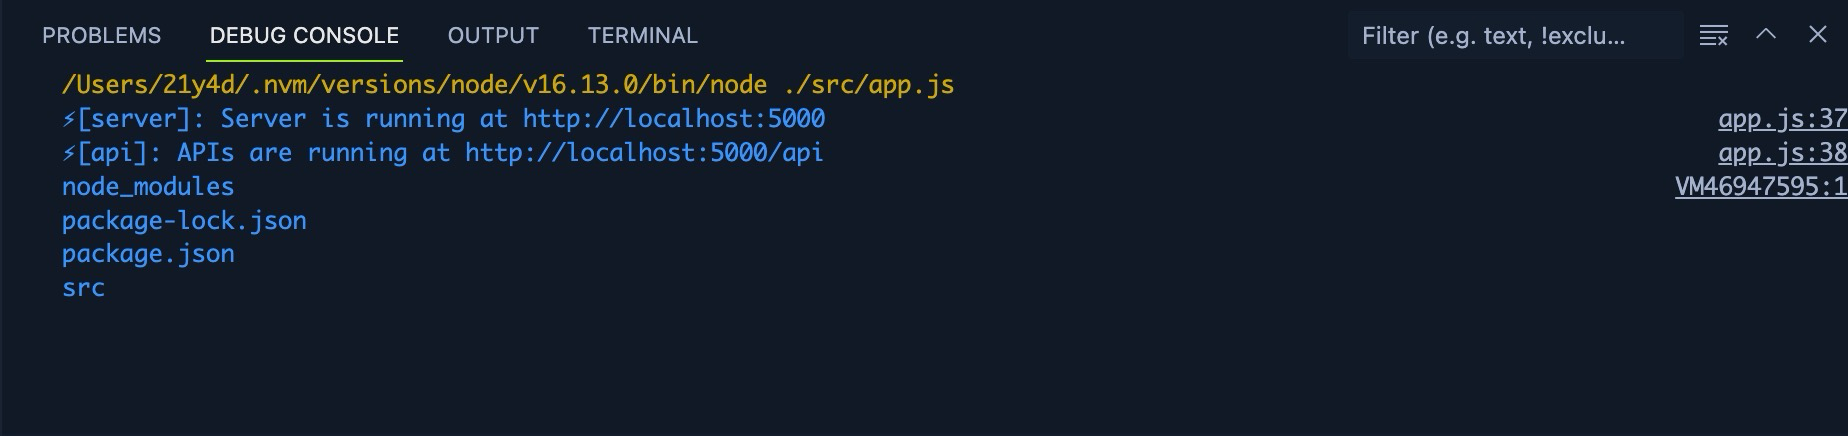 PROBLEMS DEBUG CONSOLE OUTPUT TERMINAL Filter (e.g. text, !exclu...
/Users/21y4d/.nvm/versions/node/v16.13.0/bin/node ./src/app.js
⚡[server]: Server is running at http://localhost:5000 app.js:37
⚡[api]: APIs are running at http://localhost:5000/api app.js:38
node_modules VM46947595:1
package-lock.json
package.json
src